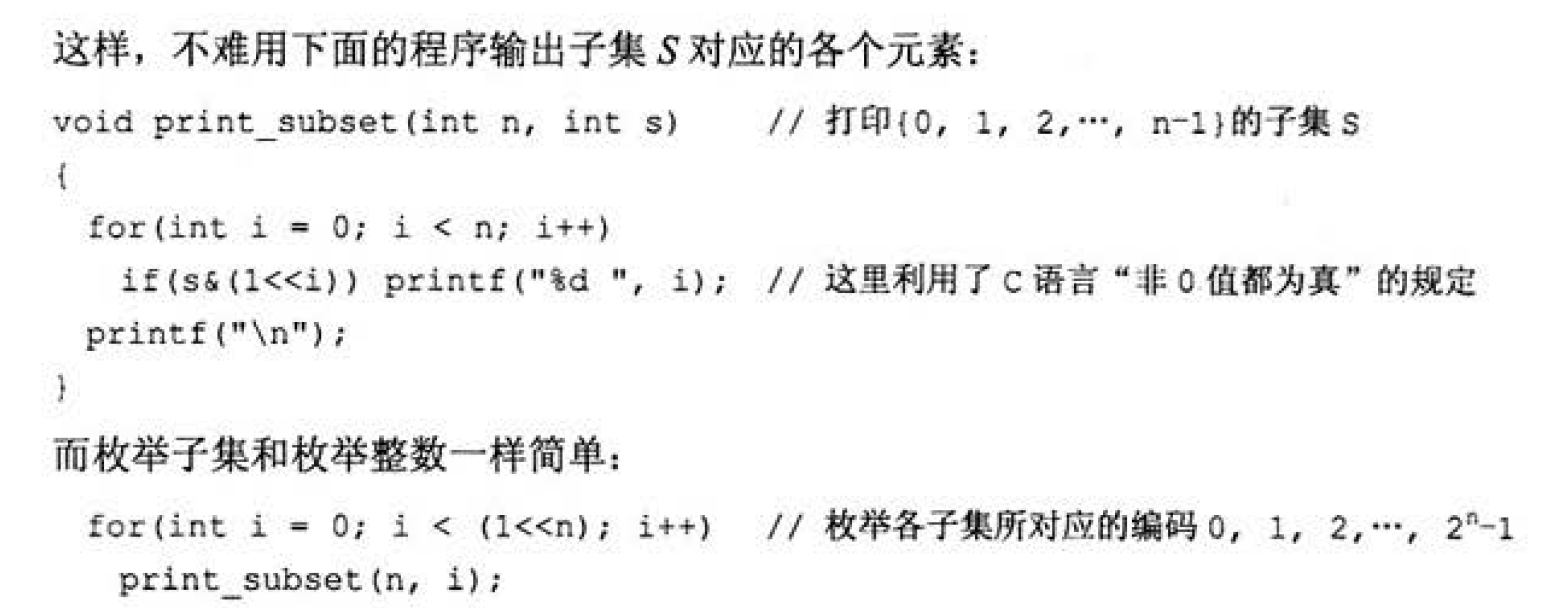 这样，不难用下面的程序输出子集 S 对应的各个元素：
void print_subset(int n, int s)    // 打印{0, 1, 2,…, n-1}的子集 S
{
  for(int i = 0; i < n; i++)
    if(s&(1<<i)) printf("%d ", i);  // 这里利用了 C 语言“非 0 值都为真”的规定
  printf("\n");
}
而枚举子集和枚举整数一样简单：
  for(int i = 0; i < (1<<n); i++)   // 枚举各子集所对应的编码 0, 1, 2,…, 2ⁿ-1
    print_subset(n, i);